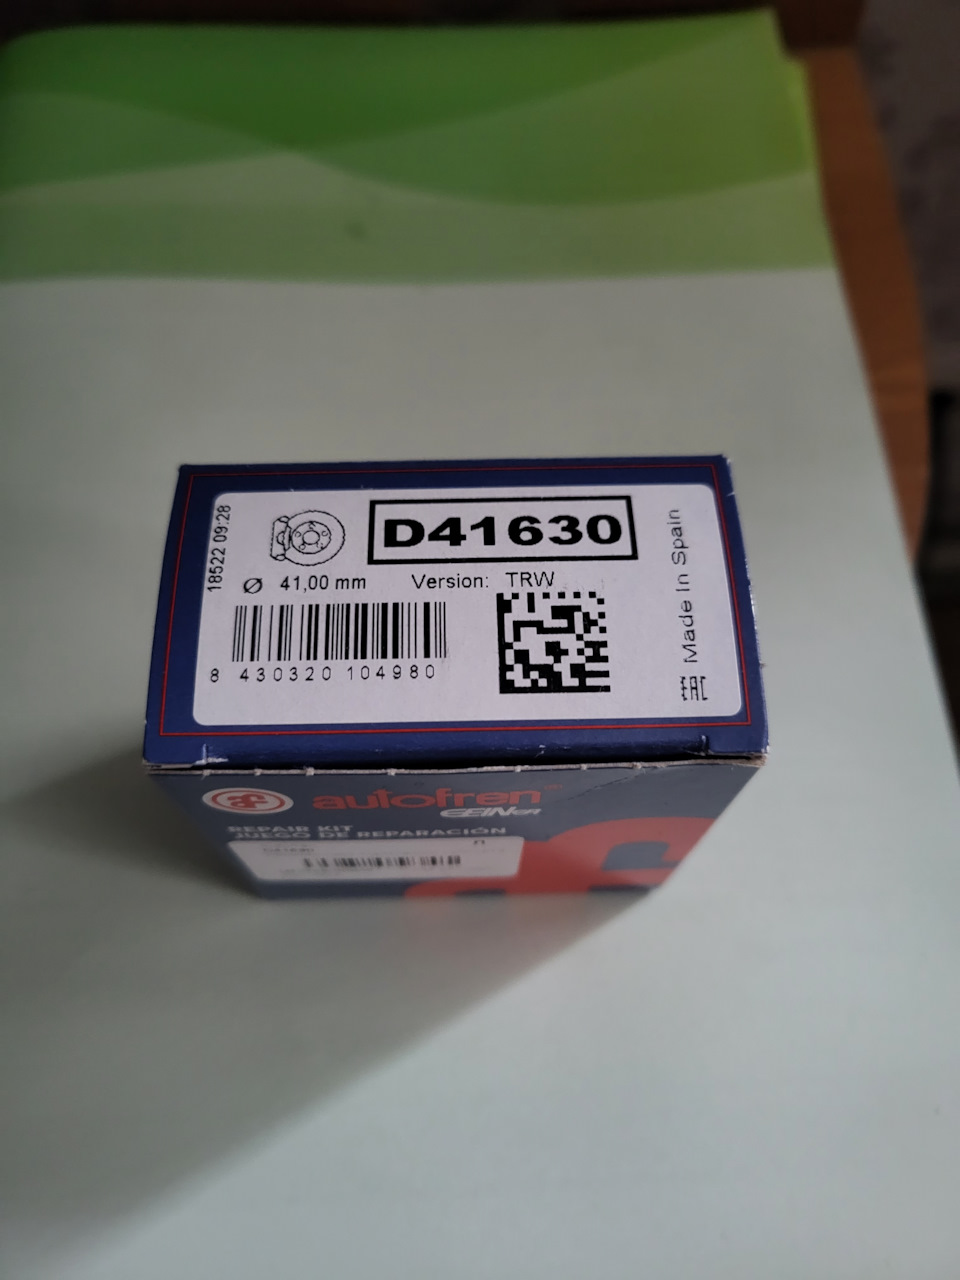 18522 09:28
D41630
Ø 41,00 mm Version: TRW
8 430320 104980
Made In Spain
EAC
autofren
SEINSA
REPAIR KIT
JUEGO DE REPARACIÓN